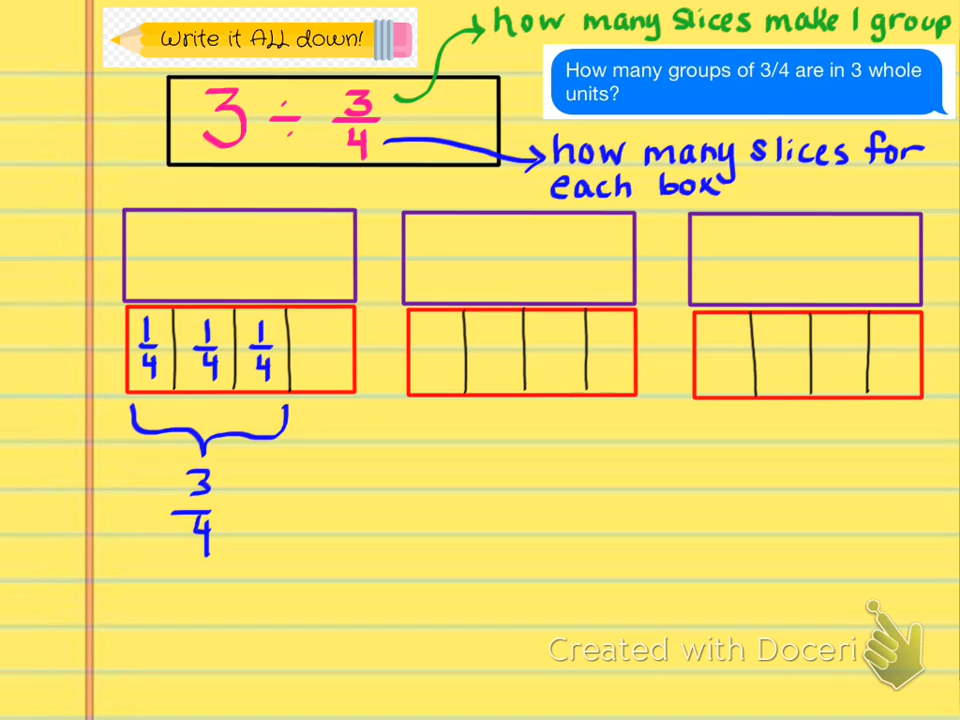 Write it ALL down!
how many slices make 1 group
How many groups of 3/4 are in 3 whole
units?
3 ÷ 3/4
how many slices for
each box
1/4 1/4 1/4
3/4
Created with Doceri